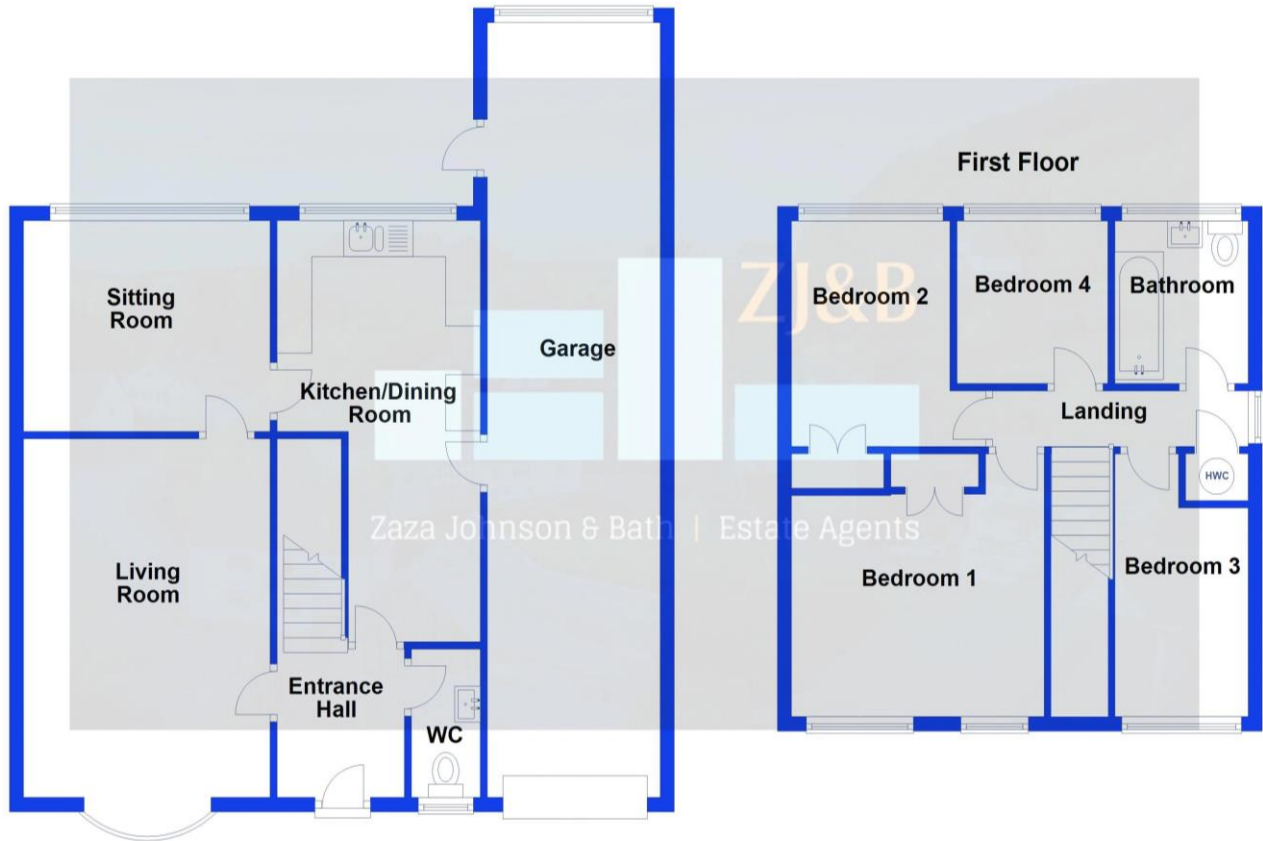 First Floor
ZJ&B
Sitting
Room
Bedroom 2
Bedroom 4
Bathroom
Garage
Kitchen/Dining
Room
Landing
HWC
Zaza Johnson & Bath | Estate Agents
Living
Room
Bedroom 1
Bedroom 3
Entrance
Hall
WC